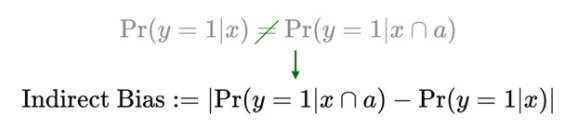 Pr(y = 1|x) ≠ Pr(y = 1|x ∩ a)
Indirect Bias := |Pr(y = 1|x ∩ a) − Pr(y = 1|x)|